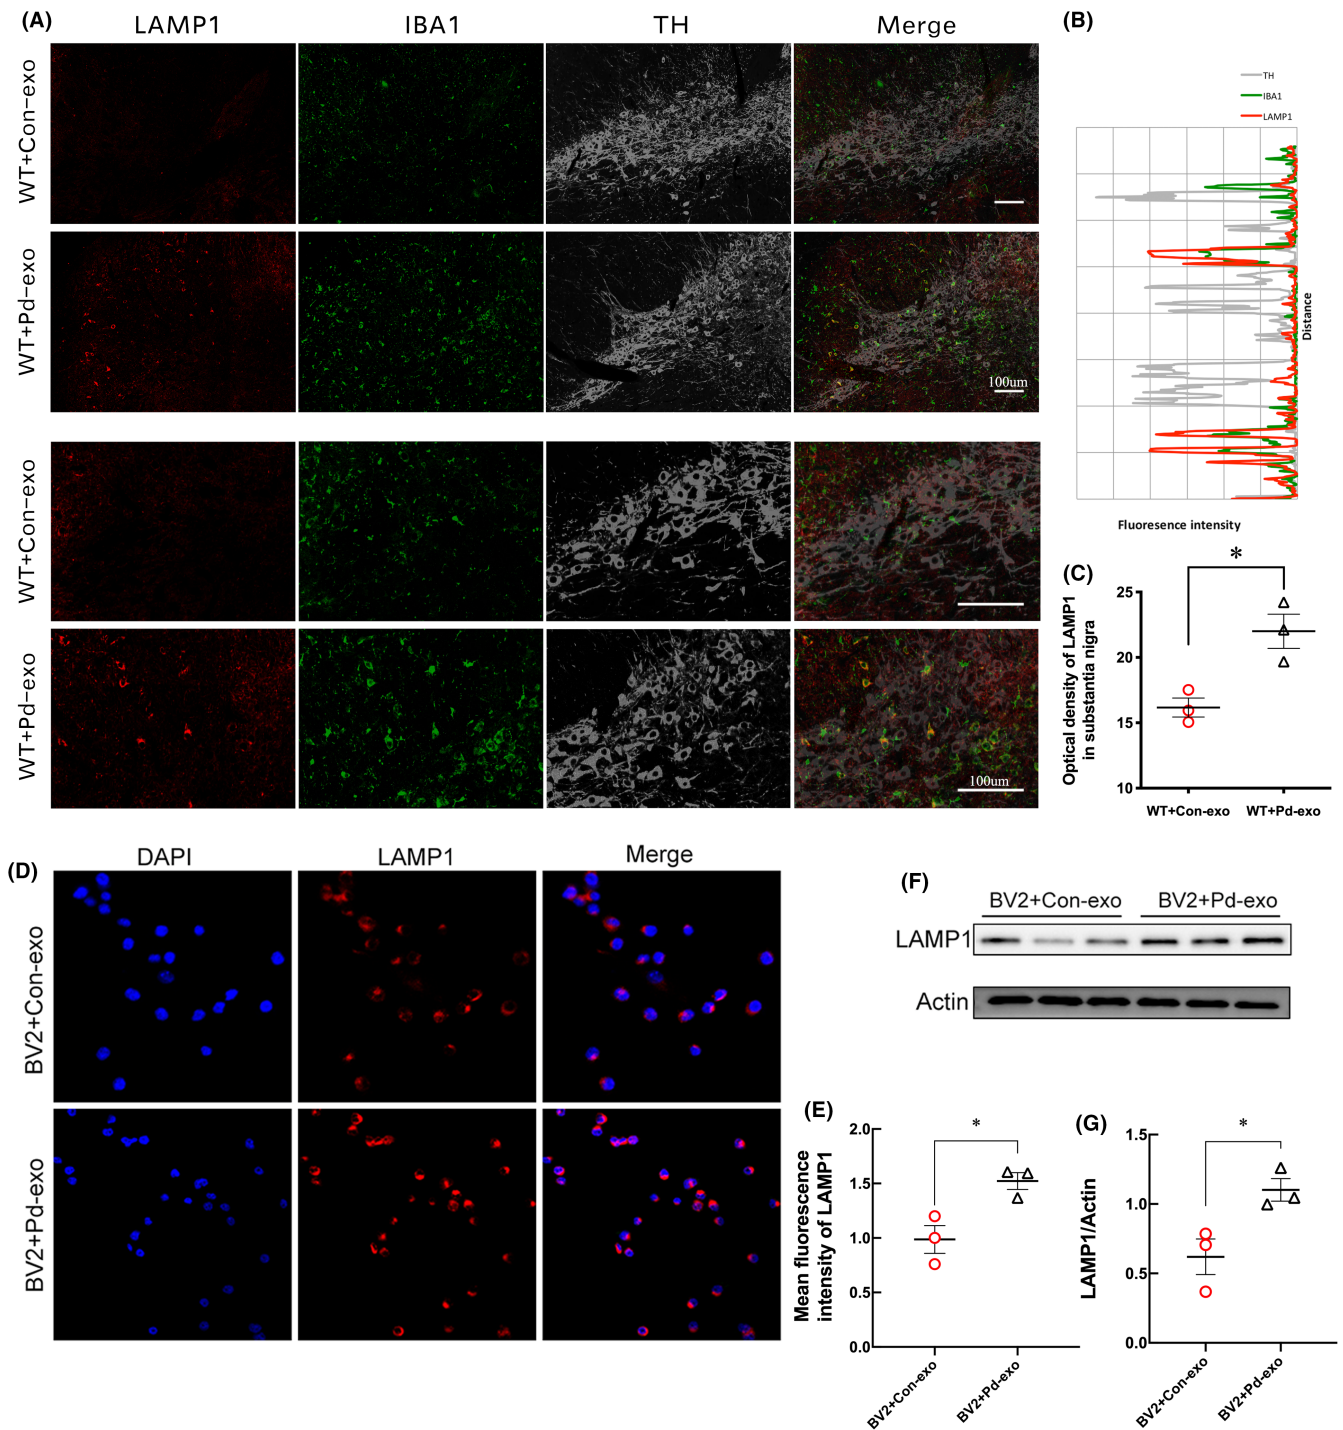 (A)
LAMP1 IBA1 TH Merge
WT+Con-exo
WT+Pd-exo
100um
WT+Con-exo
WT+Pd-exo
100um
(B)
TH
IBA1
LAMP1
Distance
Fluoresence intensity
(C)
*
Optical density of LAMP1
in substantia nigra
25
20
15
10
WT+Con-exo WT+Pd-exo
(D)
DAPI LAMP1 Merge
BV2+Con-exo
BV2+Pd-exo
(F)
BV2+Con-exo BV2+Pd-exo
LAMP1
Actin
(E)
*
Mean fluorescence
intensity of LAMP1
2.0
1.5
1.0
0.5
0.0
BV2+Con-exo BV2+Pd-exo
(G)
*
LAMP1/Actin
1.5
1.0
0.5
0.0
BV2+Con-exo BV2+Pd-exo